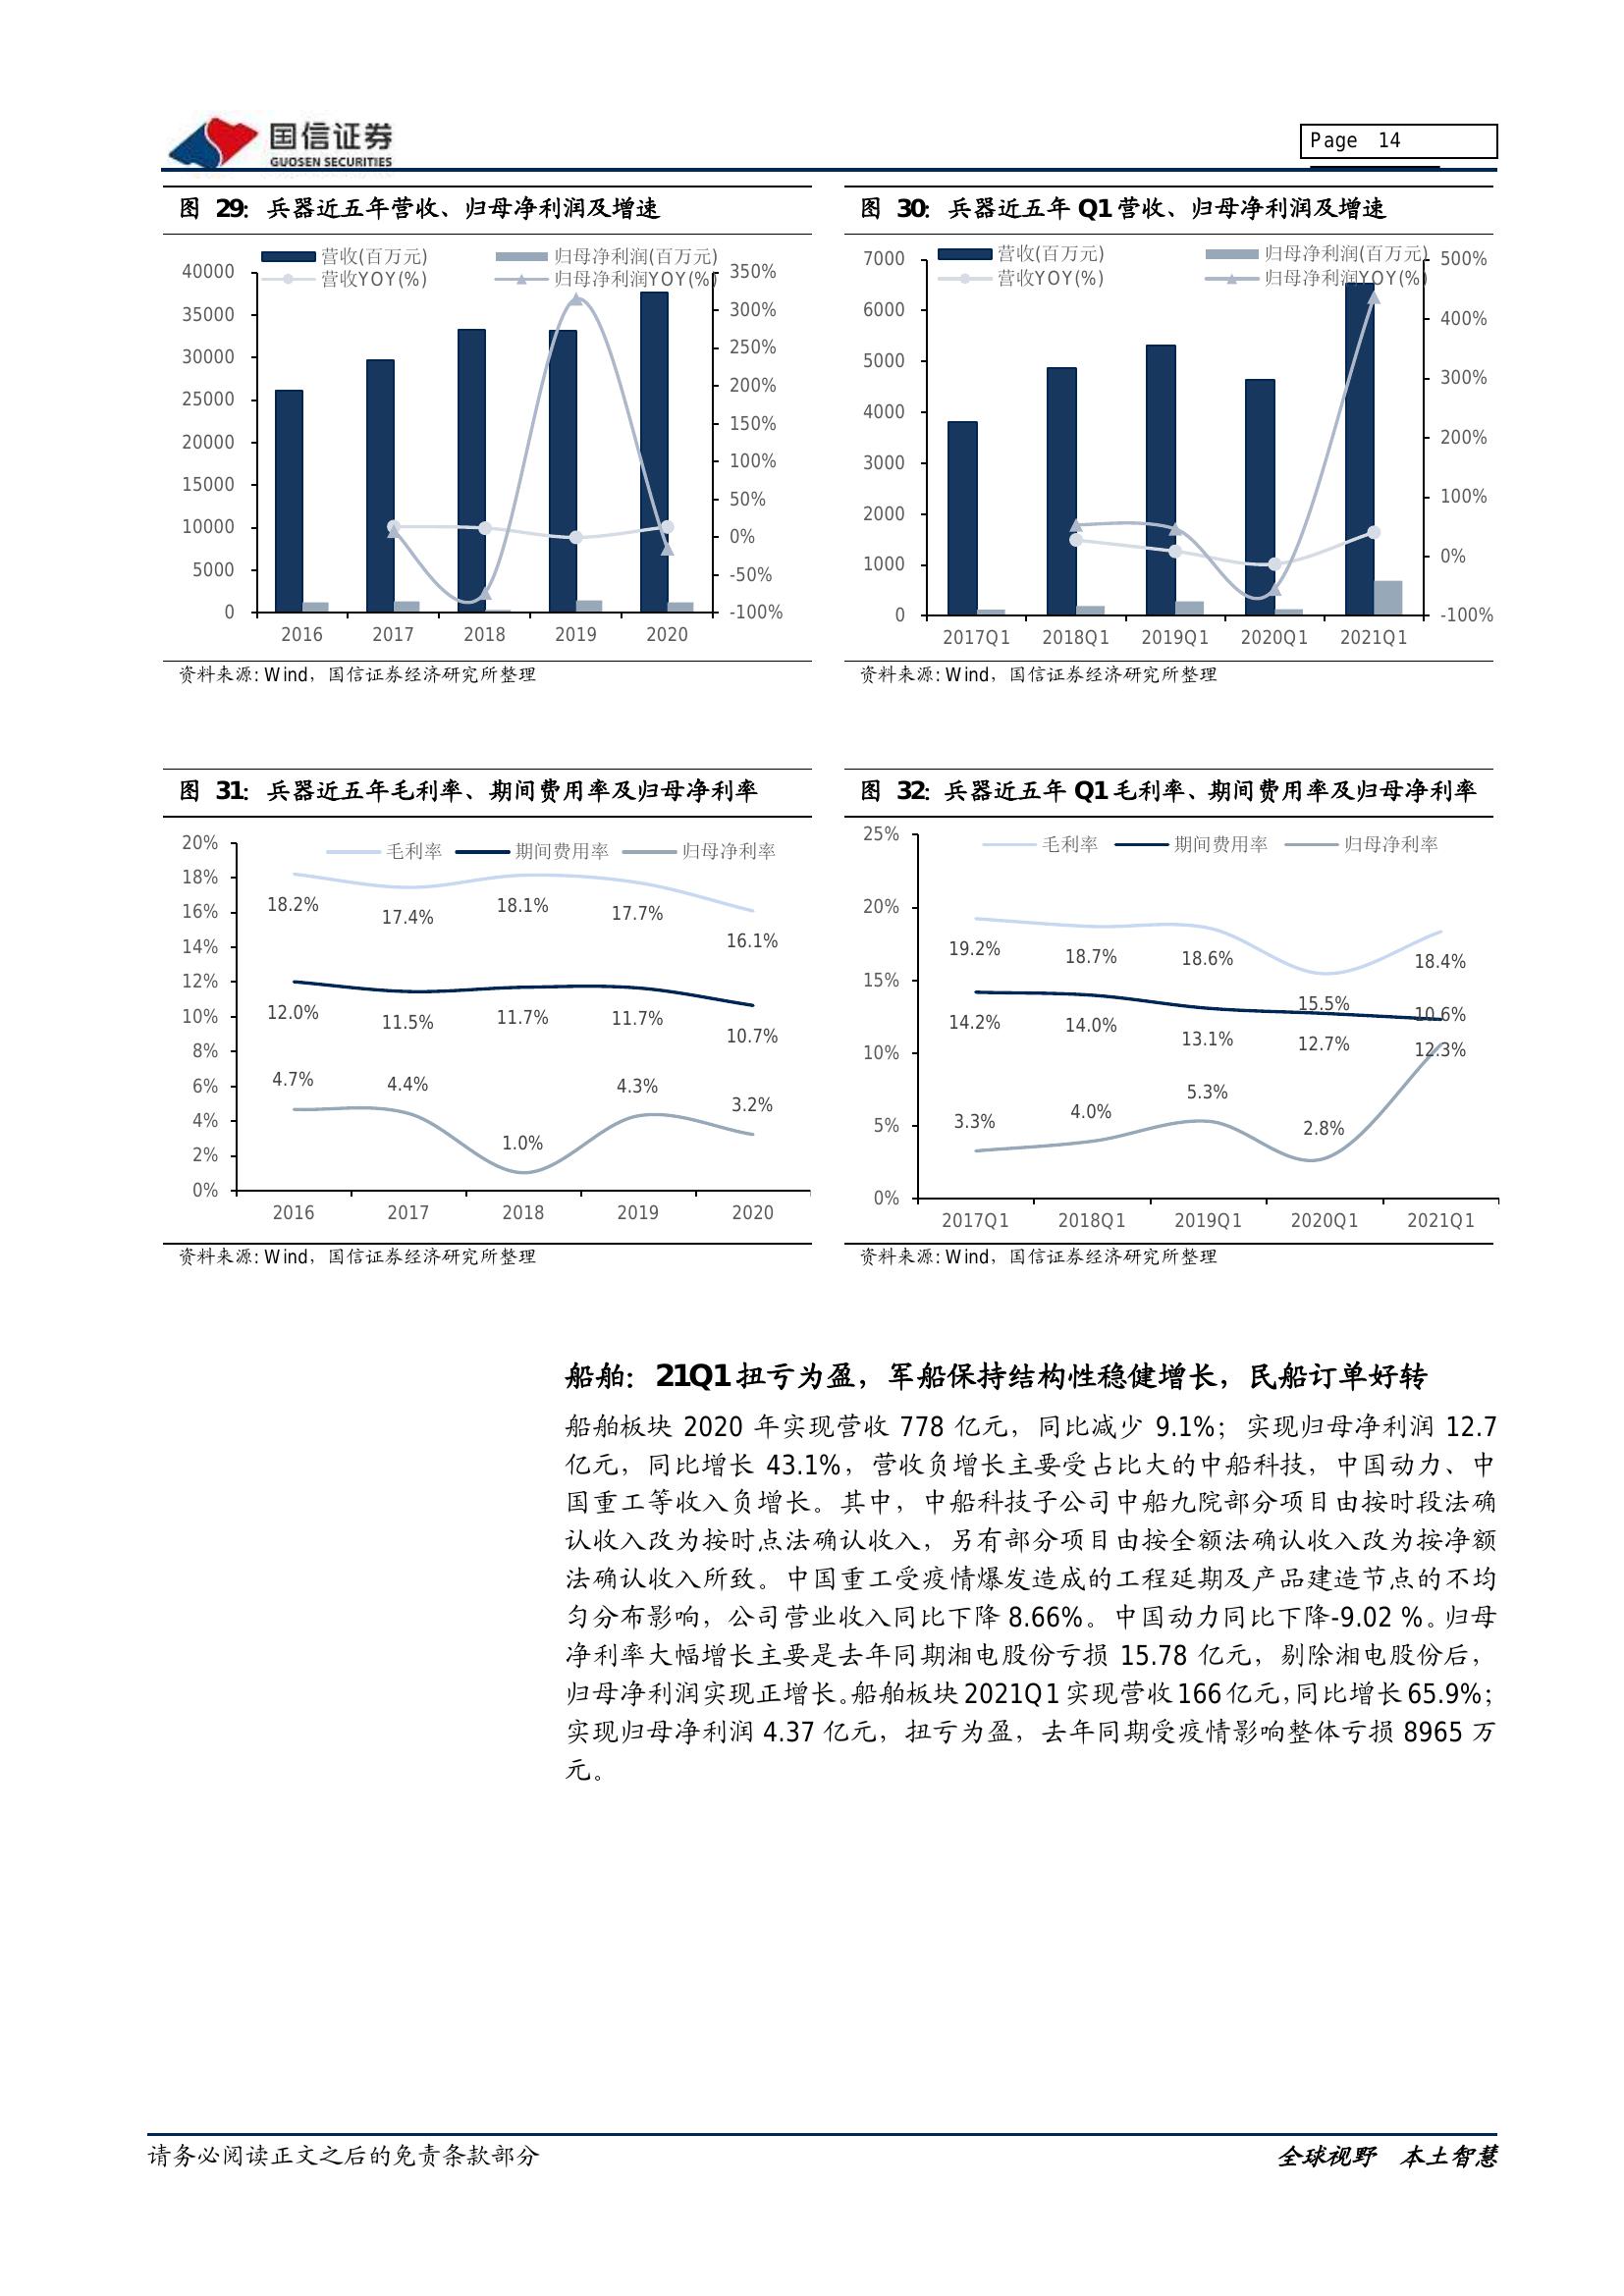 国信证券
GUOSEN SECURITIES
Page 14
图 29：兵器近五年营收、归母净利润及增速
营收(百万元)
归母净利润(百万元)
营收YOY(%)
归母净利润YOY(%)
40000
35000
30000
25000
20000
15000
10000
5000
0
350%
300%
250%
200%
150%
100%
50%
0%
-50%
-100%
2016 2017 2018 2019 2020
资料来源: Wind，国信证券经济研究所整理
图 30：兵器近五年 Q1 营收、归母净利润及增速
营收(百万元)
归母净利润(百万元)
营收YOY(%)
归母净利润YOY(%)
7000
6000
5000
4000
3000
2000
1000
0
500%
400%
300%
200%
100%
0%
-100%
2017Q1 2018Q1 2019Q1 2020Q1 2021Q1
资料来源: Wind，国信证券经济研究所整理
图 31：兵器近五年毛利率、期间费用率及归母净利率
毛利率 期间费用率 归母净利率
20%
18%
16%
14%
12%
10%
8%
6%
4%
2%
0%
18.2% 17.4% 18.1% 17.7% 16.1%
12.0% 11.5% 11.7% 11.7% 10.7%
4.7% 4.4% 1.0% 4.3% 3.2%
2016 2017 2018 2019 2020
资料来源: Wind，国信证券经济研究所整理
图 32：兵器近五年 Q1 毛利率、期间费用率及归母净利率
毛利率 期间费用率 归母净利率
25%
20%
15%
10%
5%
0%
19.2% 18.7% 18.6% 15.5% 18.4%
14.2% 14.0% 13.1% 12.7% 12.3%
3.3% 4.0% 5.3% 2.8% 10.6%
2017Q1 2018Q1 2019Q1 2020Q1 2021Q1
资料来源: Wind，国信证券经济研究所整理
船舶：21Q1 扭亏为盈，军船保持结构性稳健增长，民船订单好转
船舶板块 2020 年实现营收 778 亿元，同比减少 9.1%；实现归母净利润 12.7
亿元，同比增长 43.1%，营收负增长主要受占比大的中船科技，中国动力、中
国重工等收入负增长。其中，中船科技子公司中船九院部分项目由按时段法确
认收入改为按时点法确认收入，另有部分项目由按全额法确认收入改为按净额
法确认收入所致。中国重工受疫情爆发造成的工程延期及产品建造节点的不均
匀分布影响，公司营业收入同比下降 8.66%。中国动力同比下降-9.02 %。归母
净利率大幅增长主要是去年同期湘电股份亏损 15.78 亿元，剔除湘电股份后，
归母净利润实现正增长。船舶板块 2021Q1 实现营收 166 亿元，同比增长 65.9%；
实现归母净利润 4.37 亿元，扭亏为盈，去年同期受疫情影响整体亏损 8965 万
元。
请务必阅读正文之后的免责条款部分
全球视野 本土智慧